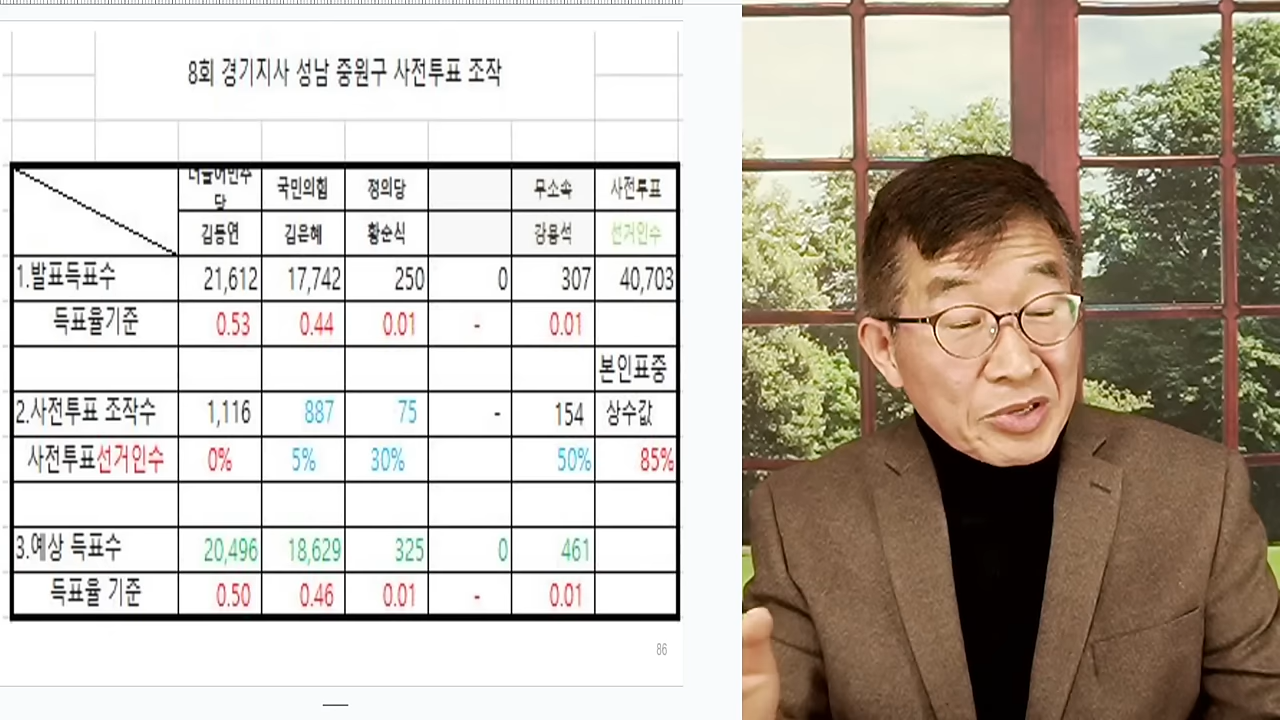 8회 경기지사 성남 중원구 사전투표 조작
더불어민주당 국민의힘 정의당 무소속 사전투표
김동연 김은혜 황순식 강용석 선거인수
1.발표득표수 21,612 17,742 250 0 307 40,703
득표율기준 0.53 0.44 0.01 - 0.01
본인표중
2.사전투표 조작수 1,116 887 75 - 154 상수값
사전투표선거인수 0% 5% 30% 50% 85%
3.예상 득표수 20,496 18,629 325 0 461
득표율 기준 0.50 0.46 0.01 - 0.01
86